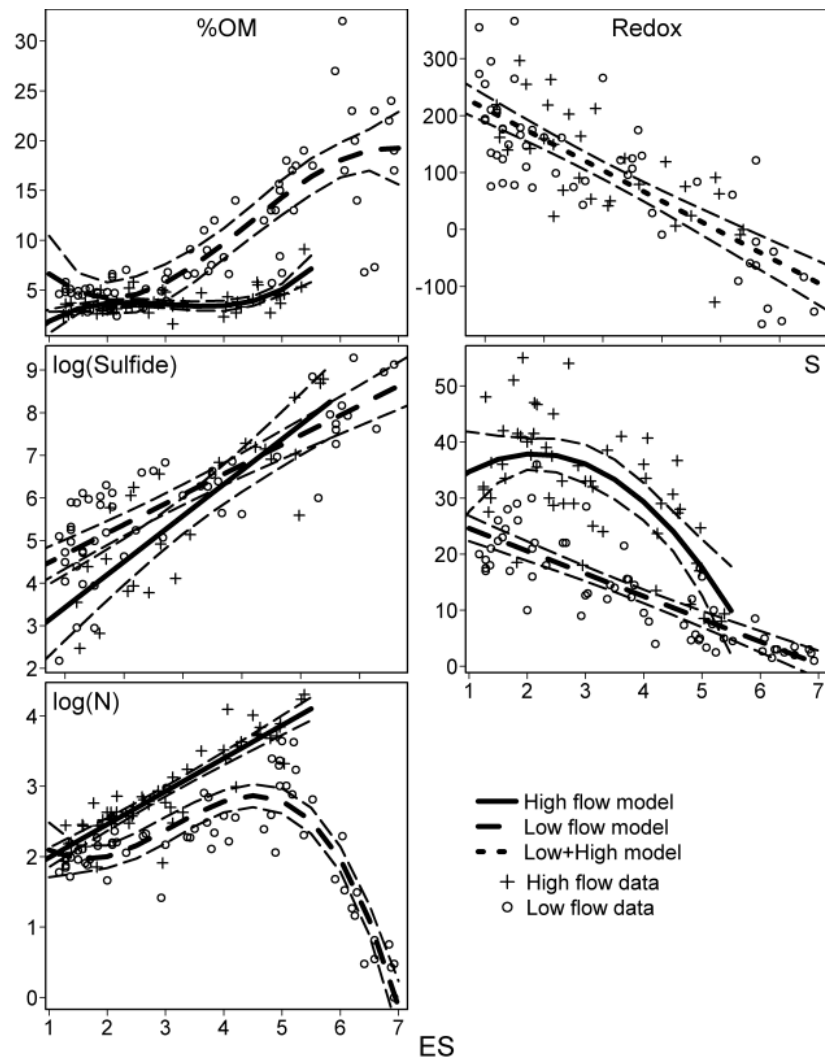 %OM
30
25
20
15
10
5
Redox
300
200
100
0
-100
log(Sulfide)
9
8
7
6
5
4
3
2
S
50
40
30
20
10
0
1 2 3 4 5 6 7
log(N)
4
3
2
1
0
1 2 3 4 5 6 7
ES
High flow model
Low flow model
Low+High model
+ High flow data
○ Low flow data